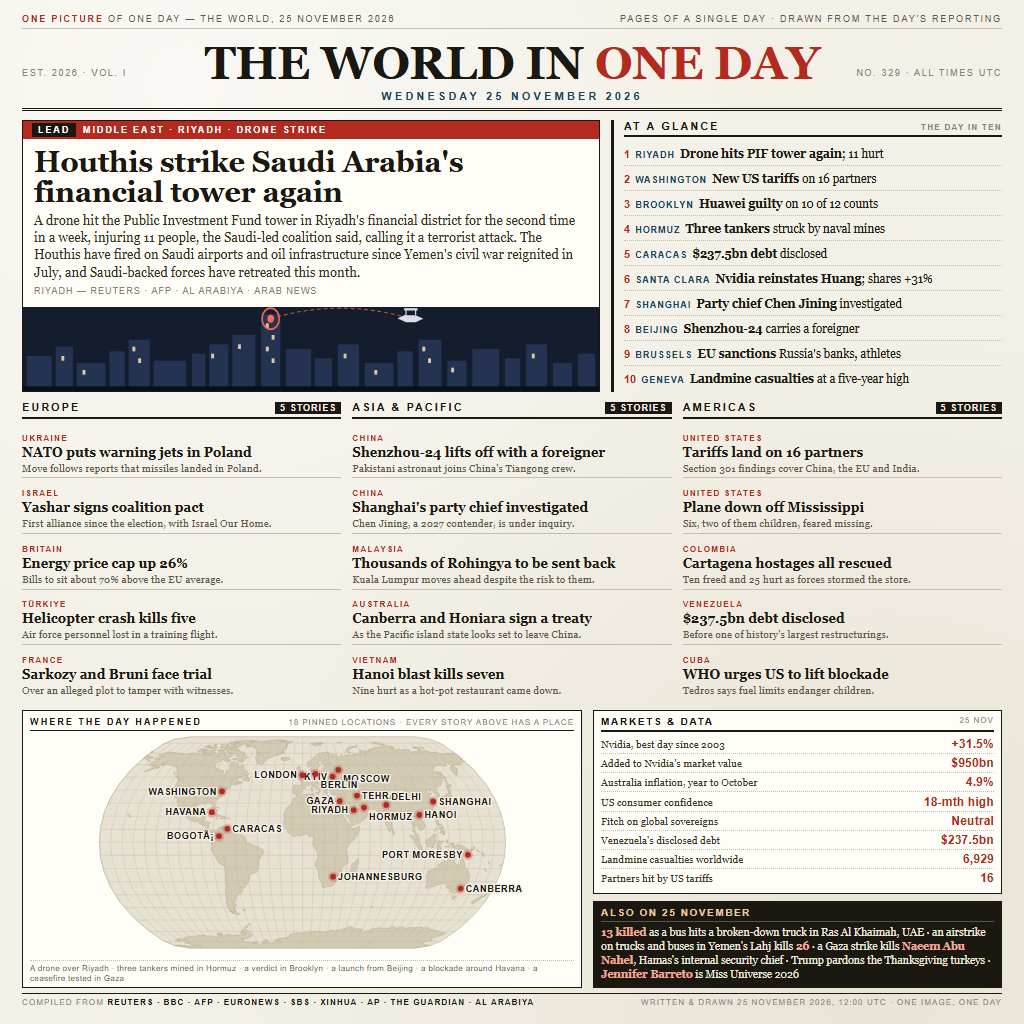 ONE PICTURE OF ONE DAY — THE WORLD, 25 NOVEMBER 2026
PAGES OF A SINGLE DAY · DRAWN FROM THE DAY'S REPORTING
EST. 2026 · VOL. I
THE WORLD IN ONE DAY
NO. 329 · ALL TIMES UTC
WEDNESDAY 25 NOVEMBER 2026
LEAD MIDDLE EAST · RIYADH · DRONE STRIKE
Houthis strike Saudi Arabia's
financial tower again
A drone hit the Public Investment Fund tower in Riyadh's financial district for the second time
in a week, injuring 11 people, the Saudi-led coalition said, calling it a terrorist attack. The
Houthis have fired on Saudi airports and oil infrastructure since Yemen's civil war reignited in
July, and Saudi-backed forces have retreated this month.
RIYADH — REUTERS · AFP · AL ARABIYA · ARAB NEWS
AT A GLANCE
THE DAY IN TEN
1 RIYADH Drone hits PIF tower again; 11 hurt
2 WASHINGTON New US tariffs on 16 partners
3 BROOKLYN Huawei guilty on 10 of 12 counts
4 HORMUZ Three tankers struck by naval mines
5 CARACAS $237.5bn debt disclosed
6 SANTA CLARA Nvidia reinstates Huang; shares +31%
7 SHANGHAI Party chief Chen Jining investigated
8 BEIJING Shenzhou-24 carries a foreigner
9 BRUSSELS EU sanctions Russia's banks, athletes
10 GENEVA Landmine casualties at a five-year high
EUROPE
5 STORIES
UKRAINE
NATO puts warning jets in Poland
Move follows reports that missiles landed in Poland.
ISRAEL
Yashar signs coalition pact
First alliance since the election, with Israel Our Home.
BRITAIN
Energy price cap up 26%
Bills to sit about 70% above the EU average.
TÜRKIYE
Helicopter crash kills five
Air force personnel lost in a training flight.
FRANCE
Sarkozy and Bruni face trial
Over an alleged plot to tamper with witnesses.
ASIA & PACIFIC
5 STORIES
CHINA
Shenzhou-24 lifts off with a foreigner
Pakistani astronaut joins China's Tiangong crew.
CHINA
Shanghai's party chief investigated
Chen Jining, a 2027 contender, is under inquiry.
MALAYSIA
Thousands of Rohingya to be sent back
Kuala Lumpur moves ahead despite the risk to them.
AUSTRALIA
Canberra and Honiara sign a treaty
As the Pacific island state looks set to leave China.
VIETNAM
Hanoi blast kills seven
Nine hurt as a hot-pot restaurant came down.
AMERICAS
5 STORIES
UNITED STATES
Tariffs land on 16 partners
Section 301 findings cover China, the EU and India.
UNITED STATES
Plane down off Mississippi
Six, two of them children, feared missing.
COLOMBIA
Cartagena hostages all rescued
Ten freed and 25 hurt as forces stormed the store.
VENEZUELA
$237.5bn debt disclosed
Before one of history's largest restructurings.
CUBA
WHO urges US to lift blockade
Tedros says fuel limits endanger children.
WHERE THE DAY HAPPENED
18 PINNED LOCATIONS · EVERY STORY ABOVE HAS A PLACE
LONDON
KYIV
MOSCOW
BERLIN
WASHINGTON
GAZA
TEHR
DELHI
SHANGHAI
HAVANA
RIYADH
HORMUZ
HANOI
CARACAS
BOGOTÃ¡
PORT MORESBY
JOHANNESBURG
CANBERRA
A drone over Riyadh · three tankers mined in Hormuz · a verdict in Brooklyn · a launch from Beijing · a blockade around Havana · a
ceasefire tested in Gaza
MARKETS & DATA
25 NOV
Nvidia, best day since 2003 +31.5%
Added to Nvidia's market value $950bn
Australia inflation, year to October 4.9%
US consumer confidence 18-mth high
Fitch on global sovereigns Neutral
Venezuela's disclosed debt $237.5bn
Landmine casualties worldwide 6,929
Partners hit by US tariffs 16
ALSO ON 25 NOVEMBER
13 killed as a bus hits a broken-down truck in Ras Al Khaimah, UAE · an airstrike
on trucks and buses in Yemen's Lahj kills 26 · a Gaza strike kills Naeem Abu
Nahel, Hamas's internal security chief · Trump pardons the Thanksgiving turkeys ·
Jennifer Barreto is Miss Universe 2026
COMPILED FROM REUTERS · BBC · AFP · EURONEWS · SBS · XINHUA · AP · THE GUARDIAN · AL ARABIYA
WRITTEN & DRAWN 25 NOVEMBER 2026, 12:00 UTC · ONE IMAGE, ONE DAY